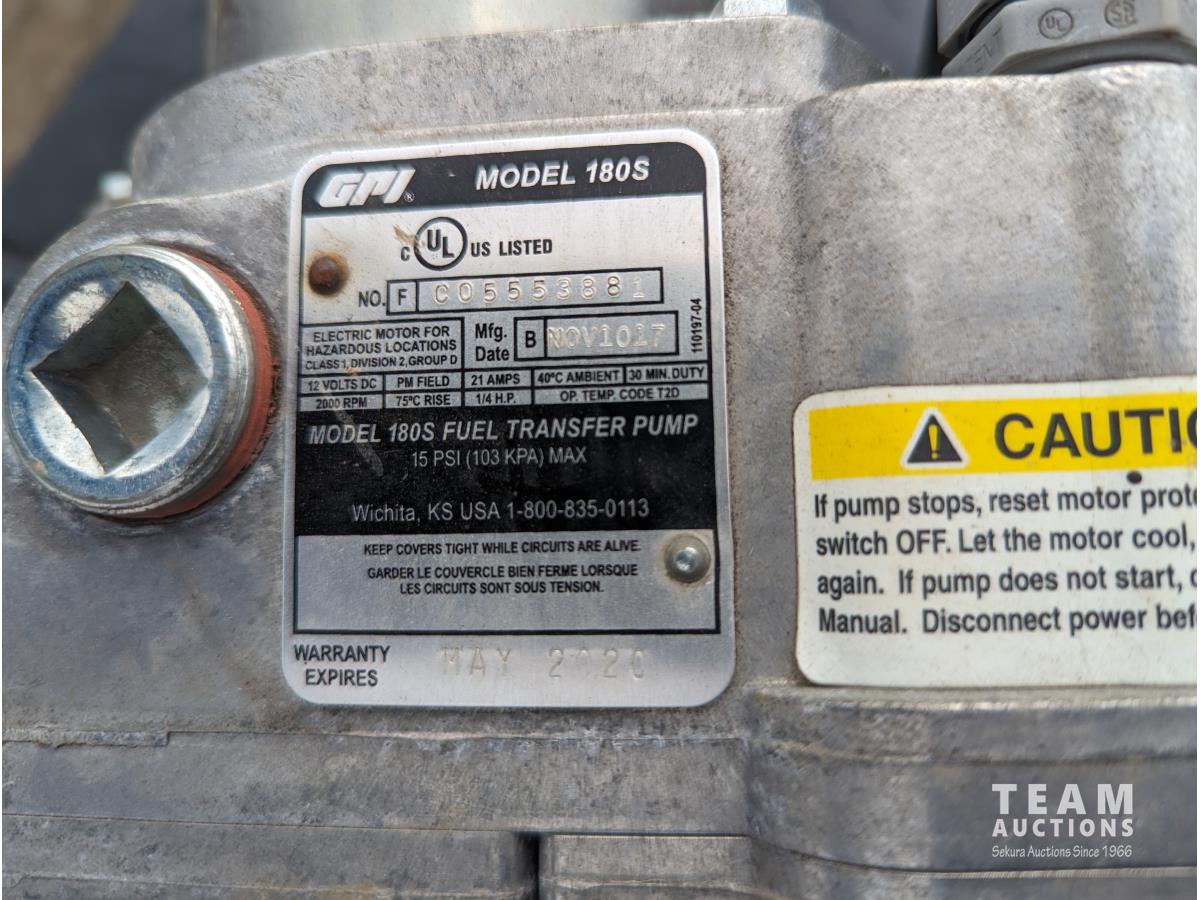 GPI® MODEL 180S
C UL US LISTED
NO. F C05553881
ELECTRIC MOTOR FOR
HAZARDOUS LOCATIONS
CLASS 1, DIVISION 2, GROUP D
Mfg.
Date B NOV1017
110197-04
12 VOLTS DC PM FIELD 21 AMPS 40°C AMBIENT 30 MIN. DUTY
2000 RPM 75°C RISE 1/4 H.P. OP. TEMP. CODE T2D
MODEL 180S FUEL TRANSFER PUMP
15 PSI (103 KPA) MAX
Wichita, KS USA 1-800-835-0113
KEEP COVERS TIGHT WHILE CIRCUITS ARE ALIVE.
GARDER LE COUVERCLE BIEN FERME LORSQUE
LES CIRCUITS SONT SOUS TENSION.
WARRANTY
EXPIRES
MAY 2020
CAUTIO
If pump stops, reset motor prote
switch OFF. Let the motor cool,
again. If pump does not start,
Manual. Disconnect power bef
UL
TEAM
AUCTIONS
Sekura Auctions Since 1966